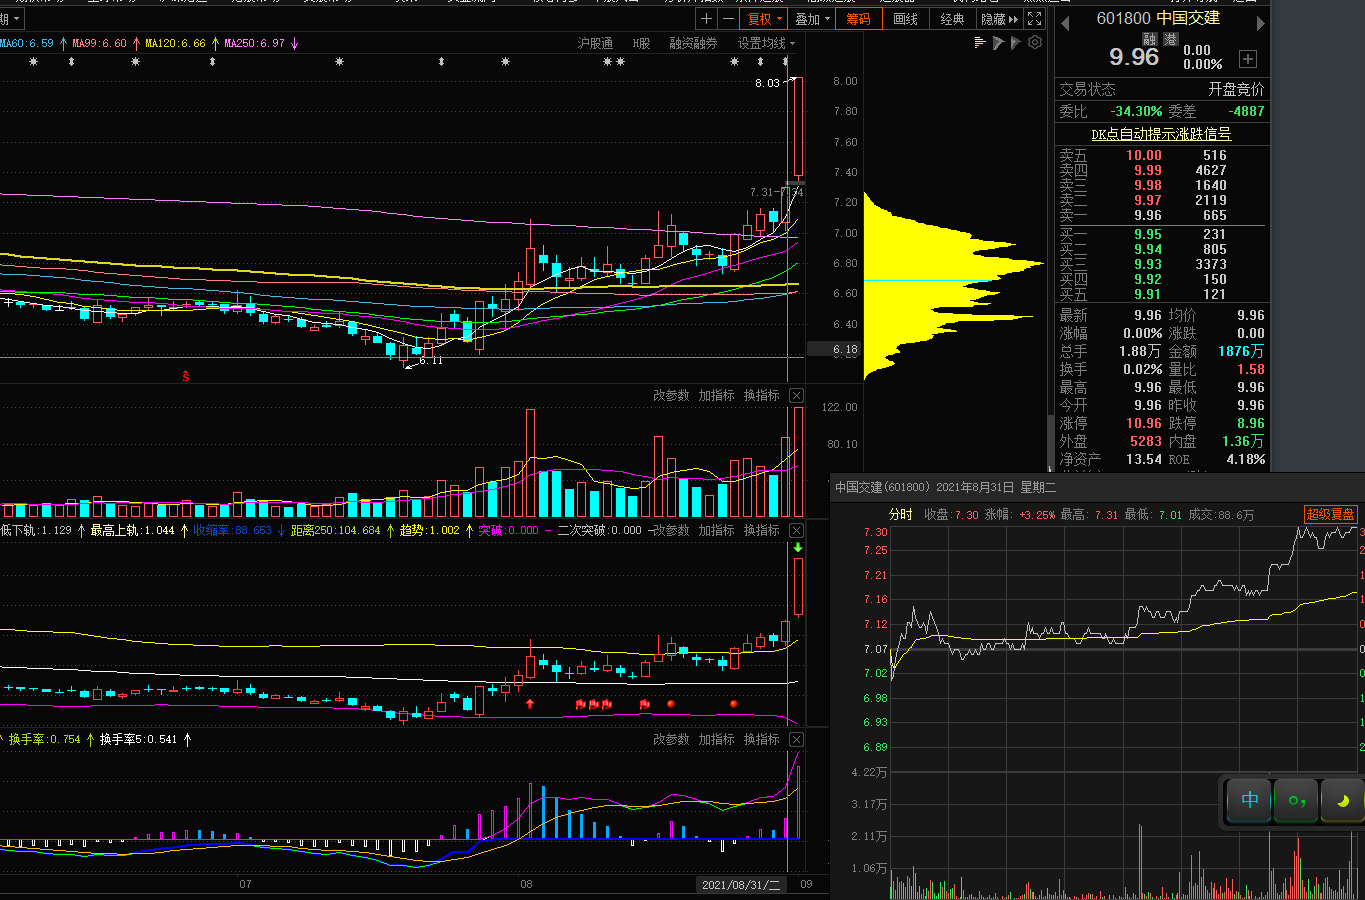 期
复权 叠加 筹码 画线 经典 隐藏
MA60:6.59 ↑ MA99:6.60 ↑ MA120:6.66 ↑ MA250:6.97 ↓
沪股通 H股 融资融券 设置均线
8.03
7.31-7.34
6.11
8.00
7.80
7.60
7.40
7.20
7.00
6.80
6.60
6.40
6.18
改参数 加指标 换指标
122.00
80.10
低下轨:1.129 ↑ 最高上轨:1.044 ↑ 收缩率:88.653 ↓ 距离250:104.684 ↑ 趋势:1.002 ↑ 突破:0.000 − 二次突破:0.000 − 改参数 加指标 换指标
换手率:0.754 ↑ 换手率5:0.541 ↑
改参数 加指标 换指标
07 08 2021/08/31/二 09
601800 中国交建
融 港
9.96 0.00 0.00%
交易状态 开盘竞价
委比 -34.30% 委差 -4887
DK点自动提示涨跌信号
卖五 10.00 516
卖四 9.99 4627
卖三 9.98 1640
卖二 9.97 2119
卖一 9.96 665
买一 9.95 231
买二 9.94 805
买三 9.93 3373
买四 9.92 150
买五 9.91 121
最新 9.96 均价 9.96
涨幅 0.00% 涨跌 0.00
总手 1.88万 金额 1876万
换手 0.02% 量比 1.58
最高 9.96 最低 9.96
今开 9.96 昨收 9.96
涨停 10.96 跌停 8.96
外盘 5283 内盘 1.36万
净资产 13.54 ROE 4.18%
中国交建(601800) 2021年8月31日 星期二
分时 收盘:7.30 涨幅:+3.25% 最高:7.31 最低:7.01 成交:88.6万 超级复盘
7.30
7.25
7.21
7.16
7.12
7.07
7.02
6.98
6.93
6.89
4.22万
3.17万
2.11万
1.06万
中